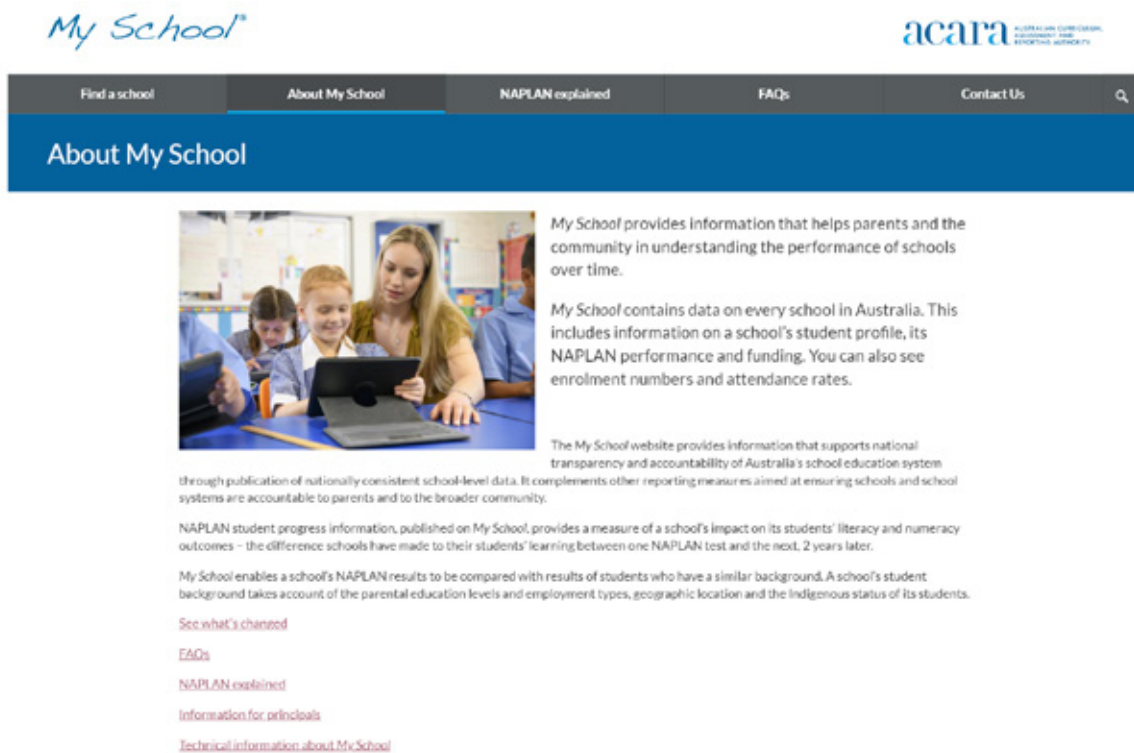 My School®
acara AUSTRALIAN CURRICULUM,
ASSESSMENT AND
REPORTING AUTHORITY
Find a school
About My School
NAPLAN explained
FAQs
Contact Us
About My School
My School provides information that helps parents and the
community in understanding the performance of schools
over time.
My School contains data on every school in Australia. This
includes information on a school's student profile, its
NAPLAN performance and funding. You can also see
enrolment numbers and attendance rates.
The My School website provides information that supports national
transparency and accountability of Australia's school education system
through publication of nationally consistent school-level data. It complements other reporting measures aimed at ensuring schools and school
systems are accountable to parents and to the broader community.
NAPLAN student progress information, published on My School, provides a measure of a school's impact on its students' literacy and numeracy
outcomes – the difference schools have made to their students' learning between one NAPLAN test and the next, 2 years later.
My School enables a school's NAPLAN results to be compared with results of students who have a similar background. A school's student
background takes account of the parental education levels and employment types, geographic location and the Indigenous status of its students.
See what's changed
FAQs
NAPLAN explained
Information for principals
Technical information about My School